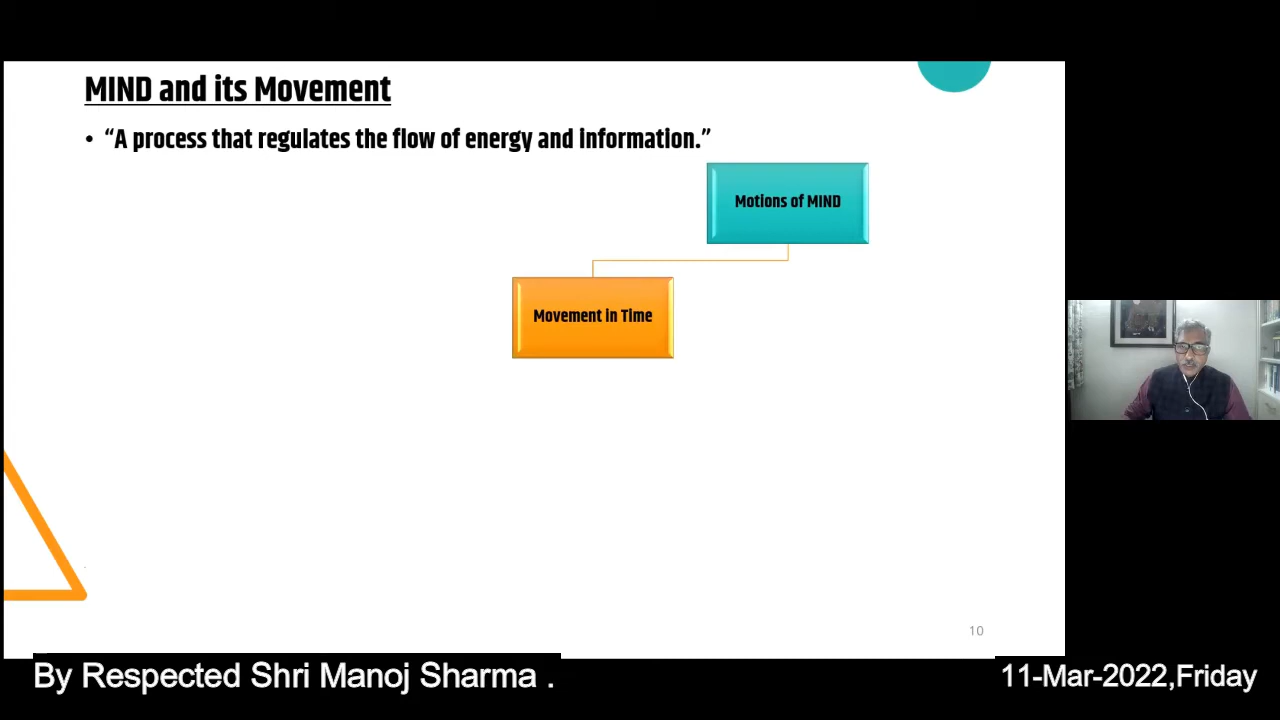 MIND and its Movement
• “A process that regulates the flow of energy and information.”
Motions of MIND
Movement in Time
10
By Respected Shri Manoj Sharma .
11-Mar-2022,Friday